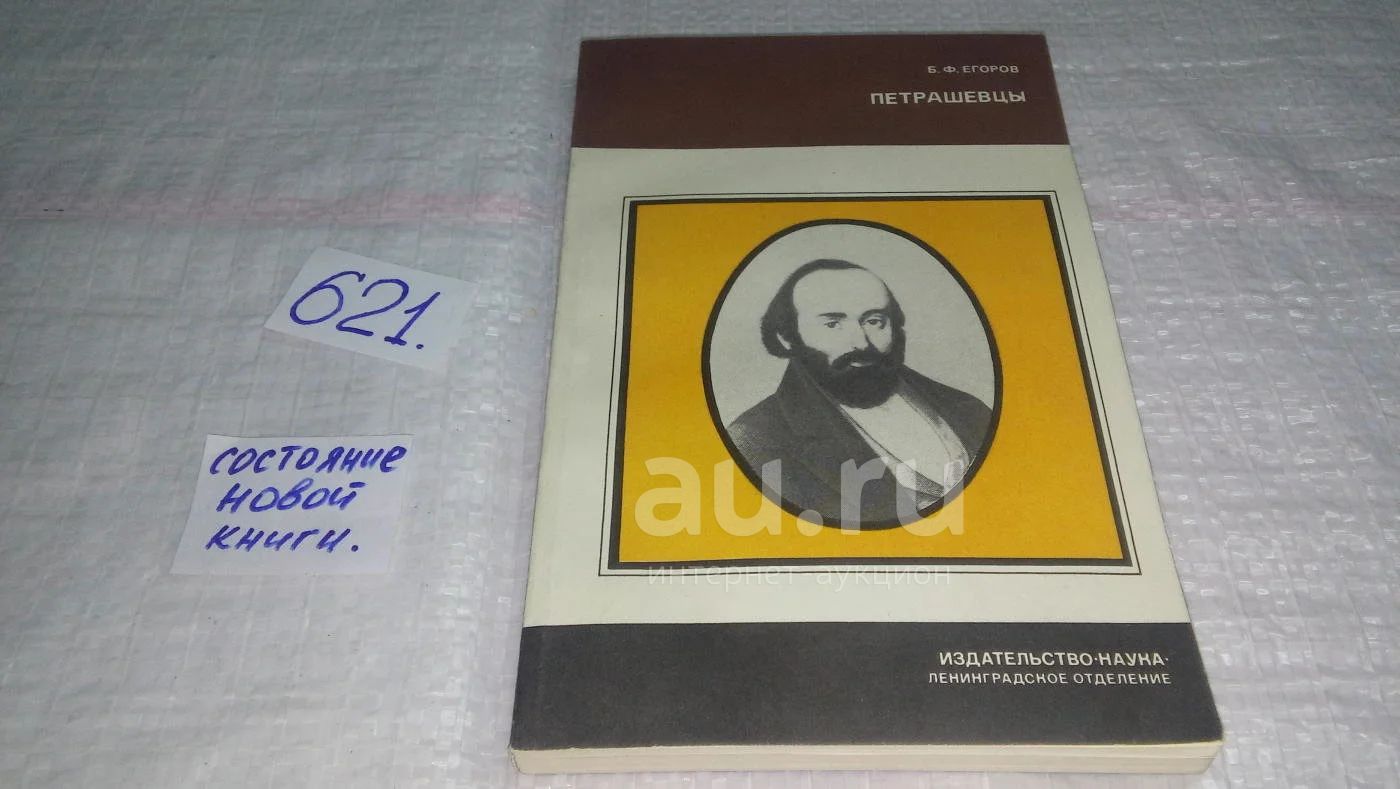 Б. Ф. ЕГОРОВ
ПЕТРАШЕВЦЫ
621.
состояние
новой
книги.
au.ru
интернет-аукцион
ИЗДАТЕЛЬСТВО·НАУКА·
ЛЕНИНГРАДСКОЕ ОТДЕЛЕНИЕ